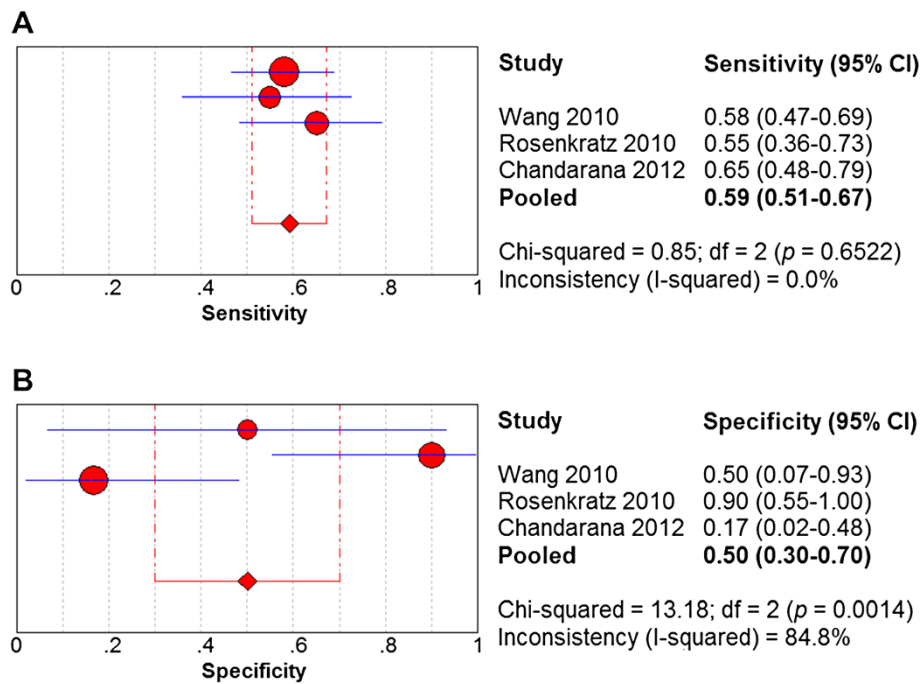 A
Study Sensitivity (95% CI)
Wang 2010 0.58 (0.47-0.69)
Rosenkratz 2010 0.55 (0.36-0.73)
Chandarana 2012 0.65 (0.48-0.79)
Pooled 0.59 (0.51-0.67)
Chi-squared = 0.85; df = 2 (p = 0.6522)
Inconsistency (I-squared) = 0.0%
0 .2 .4 .6 .8 1
Sensitivity
B
Study Specificity (95% CI)
Wang 2010 0.50 (0.07-0.93)
Rosenkratz 2010 0.90 (0.55-1.00)
Chandarana 2012 0.17 (0.02-0.48)
Pooled 0.50 (0.30-0.70)
Chi-squared = 13.18; df = 2 (p = 0.0014)
Inconsistency (I-squared) = 84.8%
0 .2 .4 .6 .8 1
Specificity